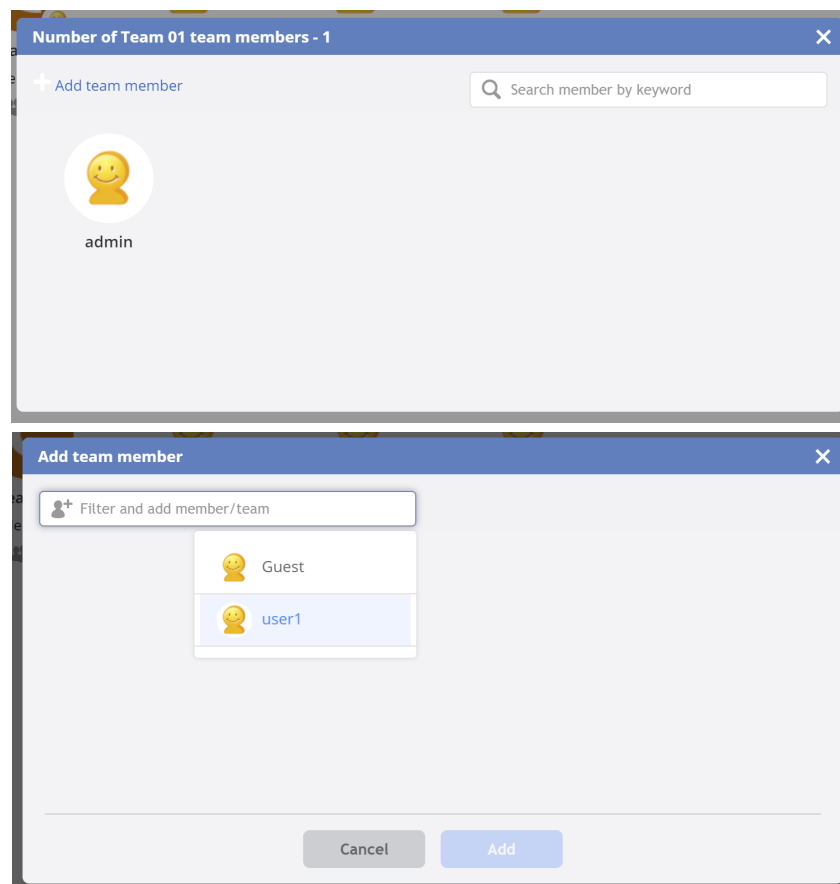 Number of Team 01 team members - 1
Add team member
Search member by keyword
admin
Add team member
Filter and add member/team
Guest
user1
Cancel
Add